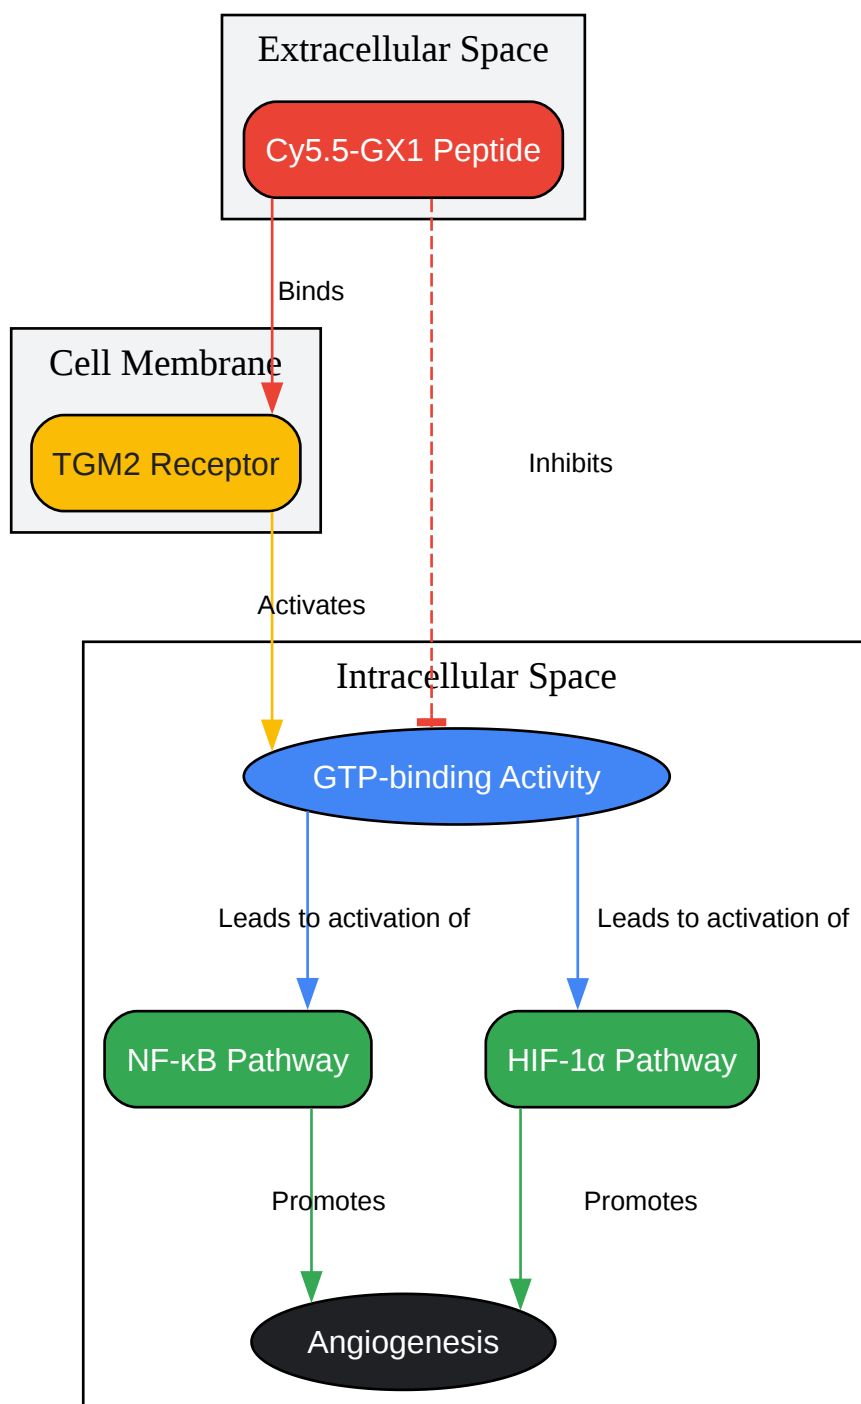 Extracellular Space
Cy5.5-GX1 Peptide
Binds
Cell Membrane
TGM2 Receptor
Inhibits
Activates
Intracellular Space
GTP-binding Activity
Leads to activation of
Leads to activation of
NF-κB Pathway
HIF-1α Pathway
Promotes
Promotes
Angiogenesis